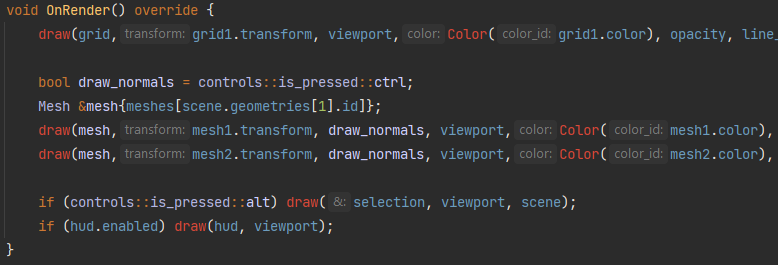 void OnRender() override {
draw(grid, transform: grid1.transform, viewport, color: Color( color_id: grid1.color), opacity, line_
bool draw_normals = controls::is_pressed::ctrl;
Mesh &mesh{meshes[scene.geometries[1].id]};
draw(mesh, transform: mesh1.transform, draw_normals, viewport, color: Color( color_id: mesh1.color),
draw(mesh, transform: mesh2.transform, draw_normals, viewport, color: Color( color_id: mesh2.color),
if (controls::is_pressed::alt) draw( &: selection, viewport, scene);
if (hud.enabled) draw(hud, viewport);
}